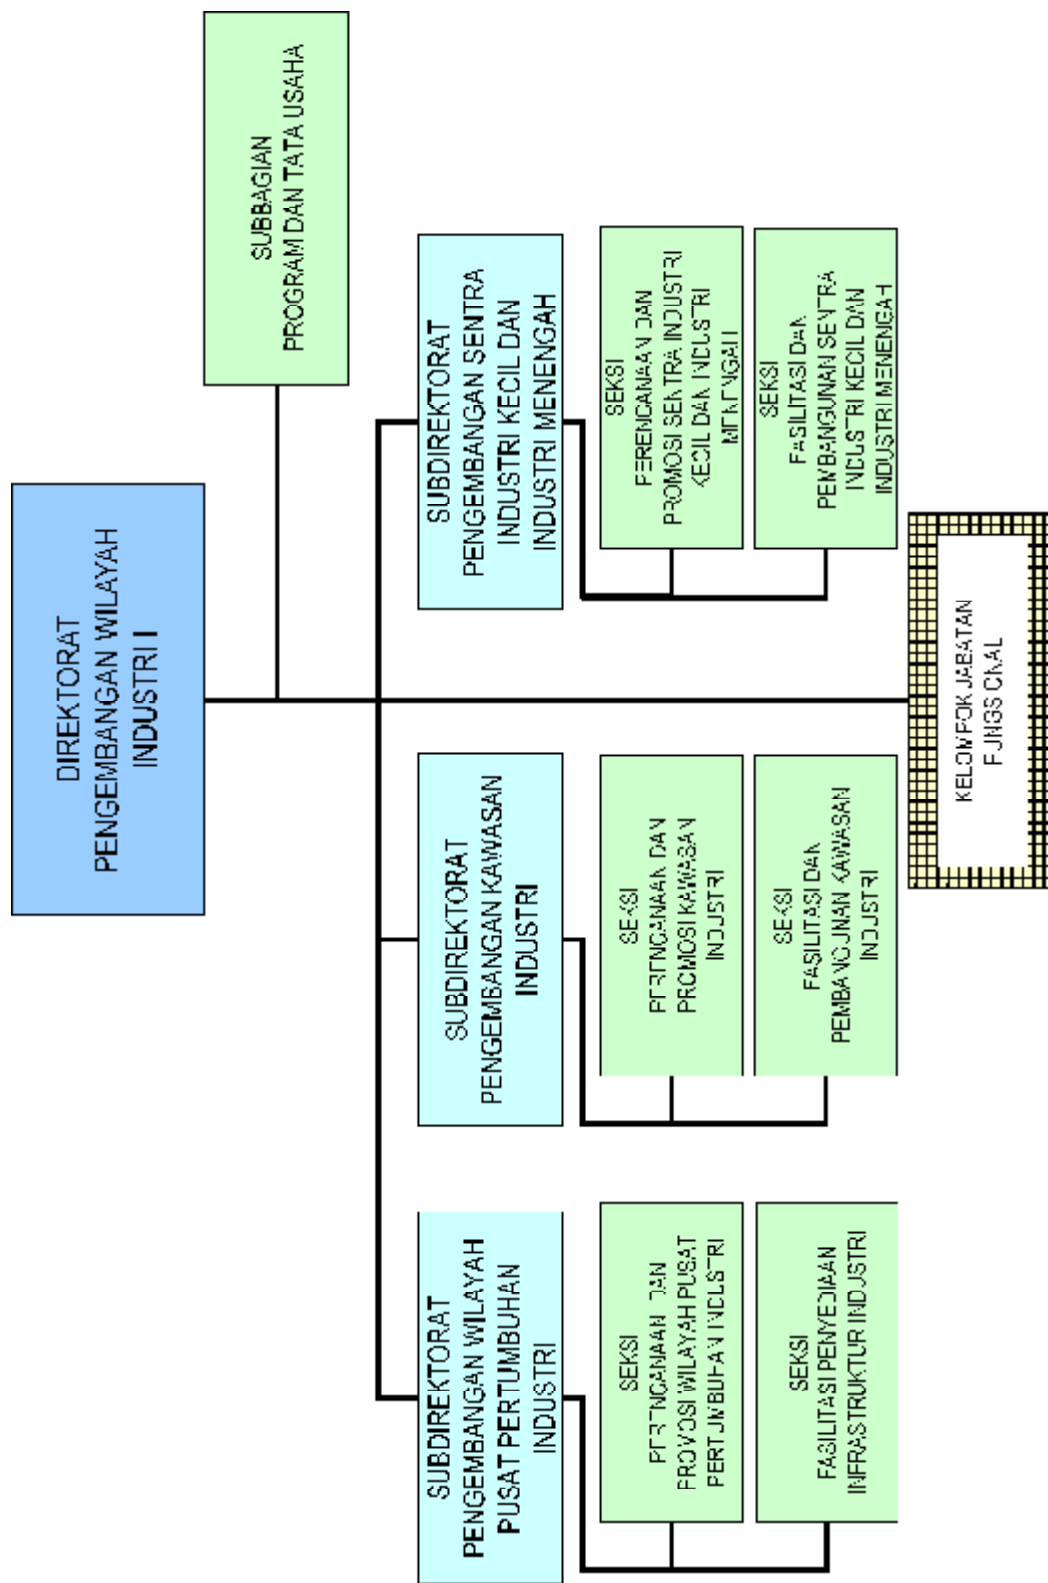 DIREKTORAT
PENGEMBANGAN WILAYAH
INDUSTRI I
SUBBAGIAN
PROGRAM DAN TATA USAHA
SUBDIREKTORAT
PENGEMBANGAN WILAYAH
PUSAT PERTUMBUHAN
INDUSTRI
SUBDIREKTORAT
PENGEMBANGAN KAWASAN
INDUSTRI
SUBDIREKTORAT
PENGEMBANGAN SENTRA
INDUSTRI KECIL DAN
INDUSTRI MENENGAH
SEKSI
PERENCANAAN DAN
PROMOSI WILAYAH PUSAT
PERTUMBUHAN INDUSTRI
SEKSI
FASILITASI PENYEDIAAN
INFRASTRUKTUR INDUSTRI
SEKSI
PERENCANAAN DAN
PROMOSI KAWASAN
INDUSTRI
SEKSI
FASILITASI DAN
PEMBANGUNAN KAWASAN
INDUSTRI
SEKSI
PERENCANAAN DAN
PROMOSI SENTRA INDUSTRI
KECIL DAN INDUSTRI
MENENGAH
SEKSI
FASILITASI DAN
PEMBANGUNAN SENTRA
INDUSTRI KECIL DAN
INDUSTRI MENENGAH
KELOMPOK JABATAN
FUNGSIONAL